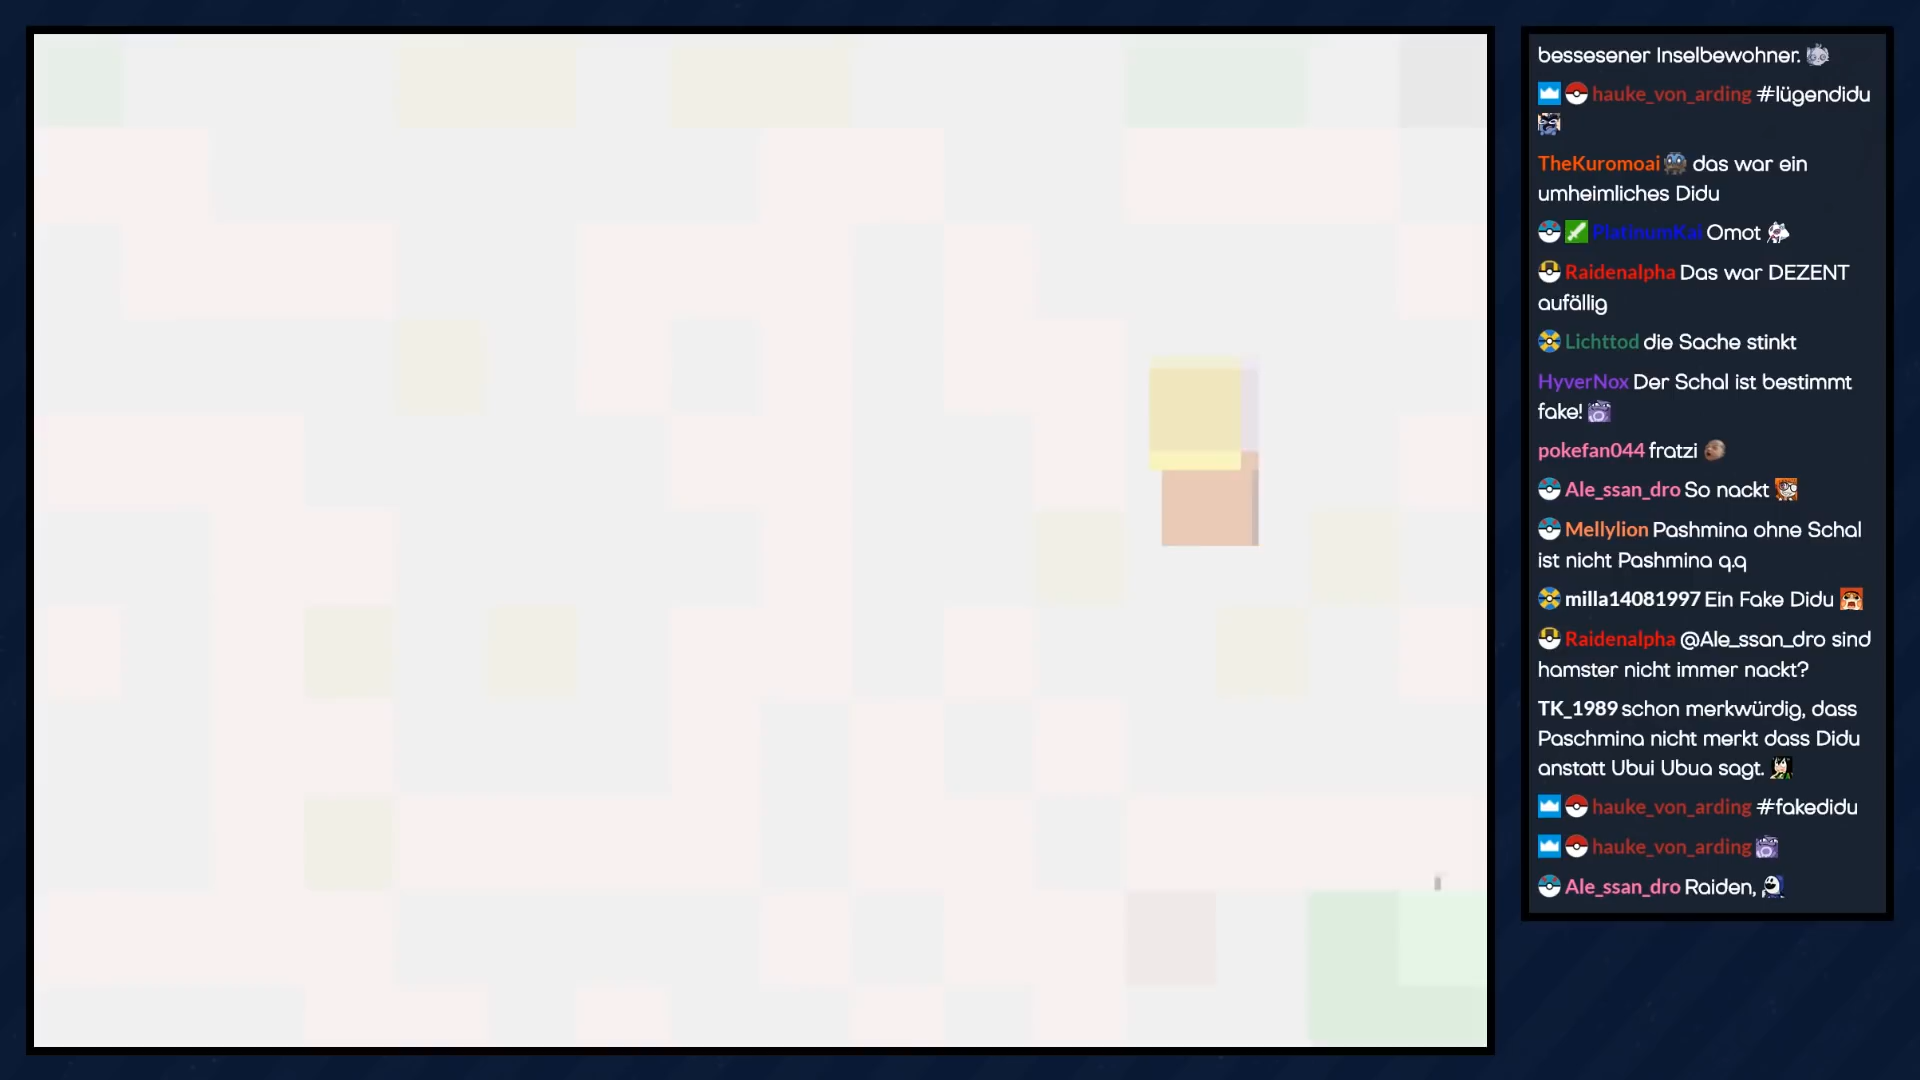 bessesener Inselbewohner.
hauke_von_arding #lügendidu
TheKuromoai das war ein
umheimliches Didu
PlatinumKai Omot
Raidenalpha Das war DEZENT
aufällig
Lichttod die Sache stinkt
HyverNox Der Schal ist bestimmt
fake!
pokefan044 fratzi
Ale_ssan_dro So nackt
Mellylion Pashmina ohne Schal
ist nicht Pashmina q.q
milla14081997 Ein Fake Didu
Raidenalpha @Ale_ssan_dro sind
hamster nicht immer nackt?
TK_1989 schon merkwürdig, dass
Paschmina nicht merkt dass Didu
anstatt Ubui Ubua sagt.
hauke_von_arding #fakedidu
hauke_von_arding
Ale_ssan_dro Raiden,